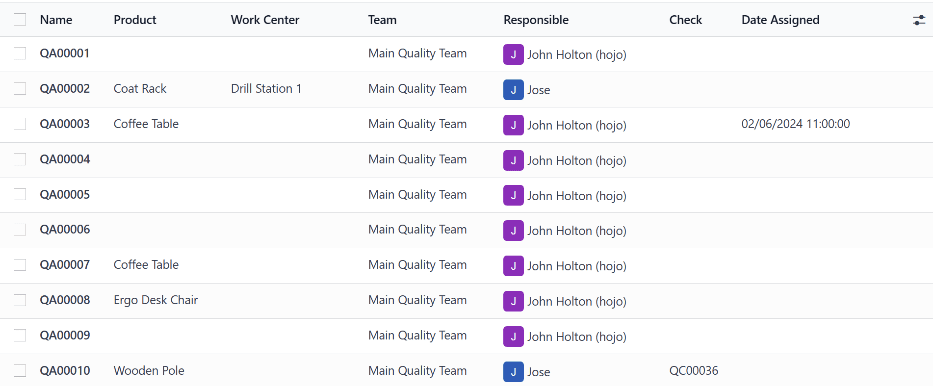 Name Product Work Center Team Responsible Check Date Assigned
QA00001 Main Quality Team J John Holton (hojo)
QA00002 Coat Rack Drill Station 1 Main Quality Team J Jose
QA00003 Coffee Table Main Quality Team J John Holton (hojo) 02/06/2024 11:00:00
QA00004 Main Quality Team J John Holton (hojo)
QA00005 Main Quality Team J John Holton (hojo)
QA00006 Main Quality Team J John Holton (hojo)
QA00007 Coffee Table Main Quality Team J John Holton (hojo)
QA00008 Ergo Desk Chair Main Quality Team J John Holton (hojo)
QA00009 Main Quality Team J John Holton (hojo)
QA00010 Wooden Pole Main Quality Team J Jose QC00036